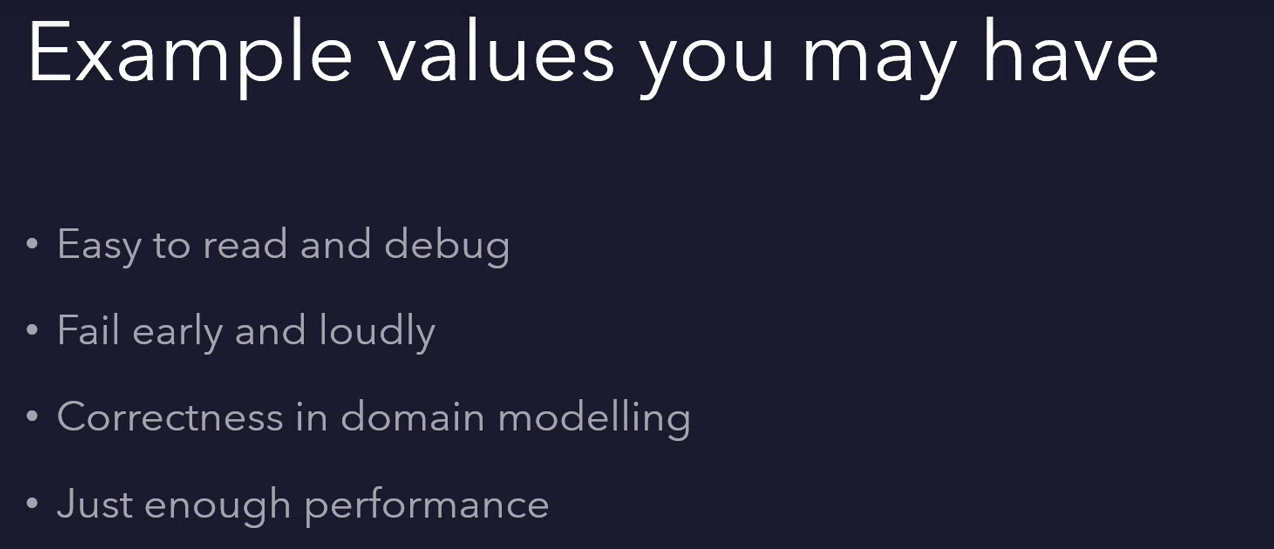 Example values you may have
• Easy to read and debug
• Fail early and loudly
• Correctness in domain modelling
• Just enough performance